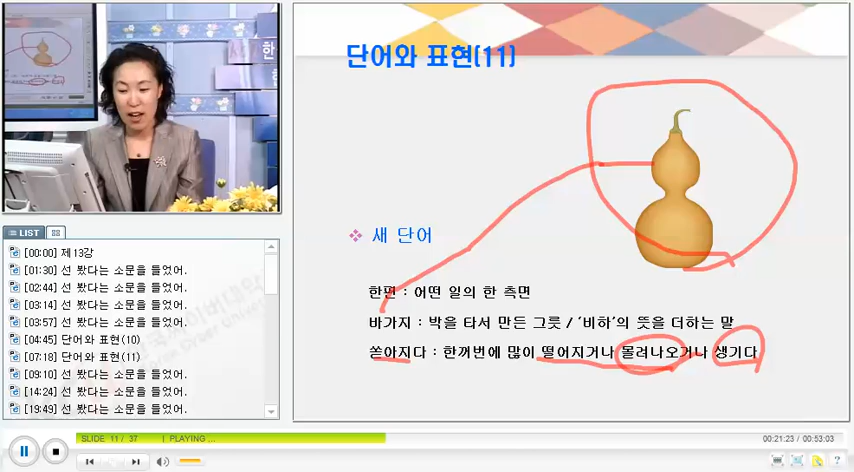 단어와 표현(11)
새 단어
한편 : 어떤 일의 한 측면
바가지 : 박을 타서 만든 그릇 / '비하'의 뜻을 더하는 말
쏟아지다 : 한꺼번에 많이 떨어지거나 몰려나오거나 생기다
LIST
[00:00] 제 13강
[01:30] 선 봤다는 소문을 들었어.
[02:44] 선 봤다는 소문을 들었어.
[03:14] 선 봤다는 소문을 들었어.
[03:57] 선 봤다는 소문을 들었어.
[04:45] 단어와 표현(10)
[07:18] 단어와 표현(11)
[09:10] 선 봤다는 소문을 들었어.
[14:24] 선 봤다는 소문을 들었어.
[19:49] 선 봤다는 소문을 들었어.
SLIDE 11 / 37 [ PLAYING ...
00:21:23 / 00:53:03